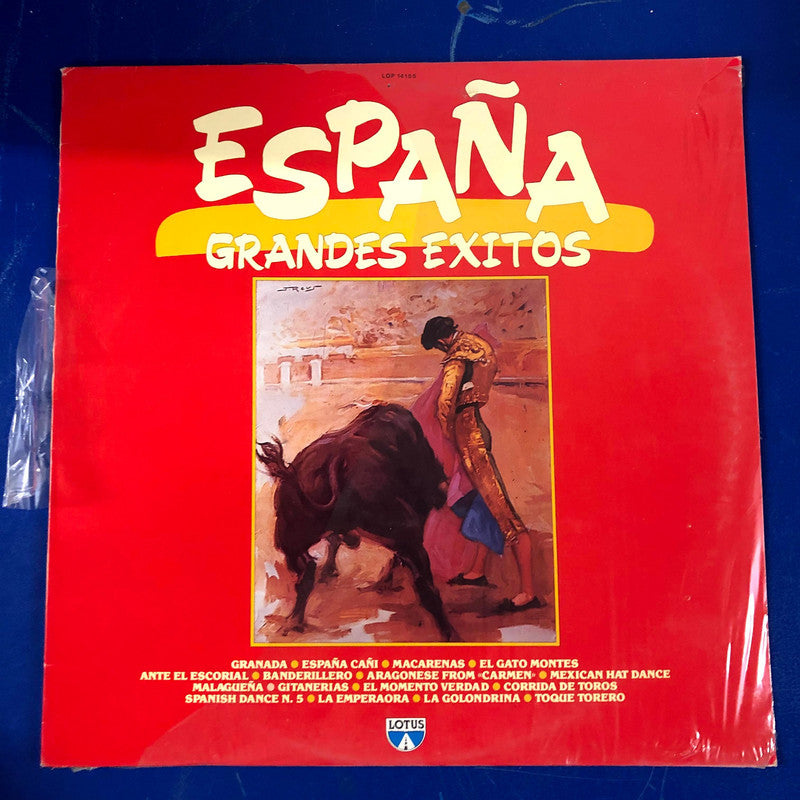 LOP 14155
ESPAÑA
GRANDES EXITOS
GRANADA • ESPAÑA CAÑI • MACARENAS • EL GATO MONTES
ANTE EL ESCORIAL • BANDERILLERO • ARAGONESE FROM «CARMEN» • MEXICAN HAT DANCE
MALAGUEÑA • GITANERIAS • EL MOMENTO VERDAD • CORRIDA DE TOROS
SPANISH DANCE N. 5 • LA EMPERAORA • LA GOLONDRINA • TOQUE TORERO
LOTUS